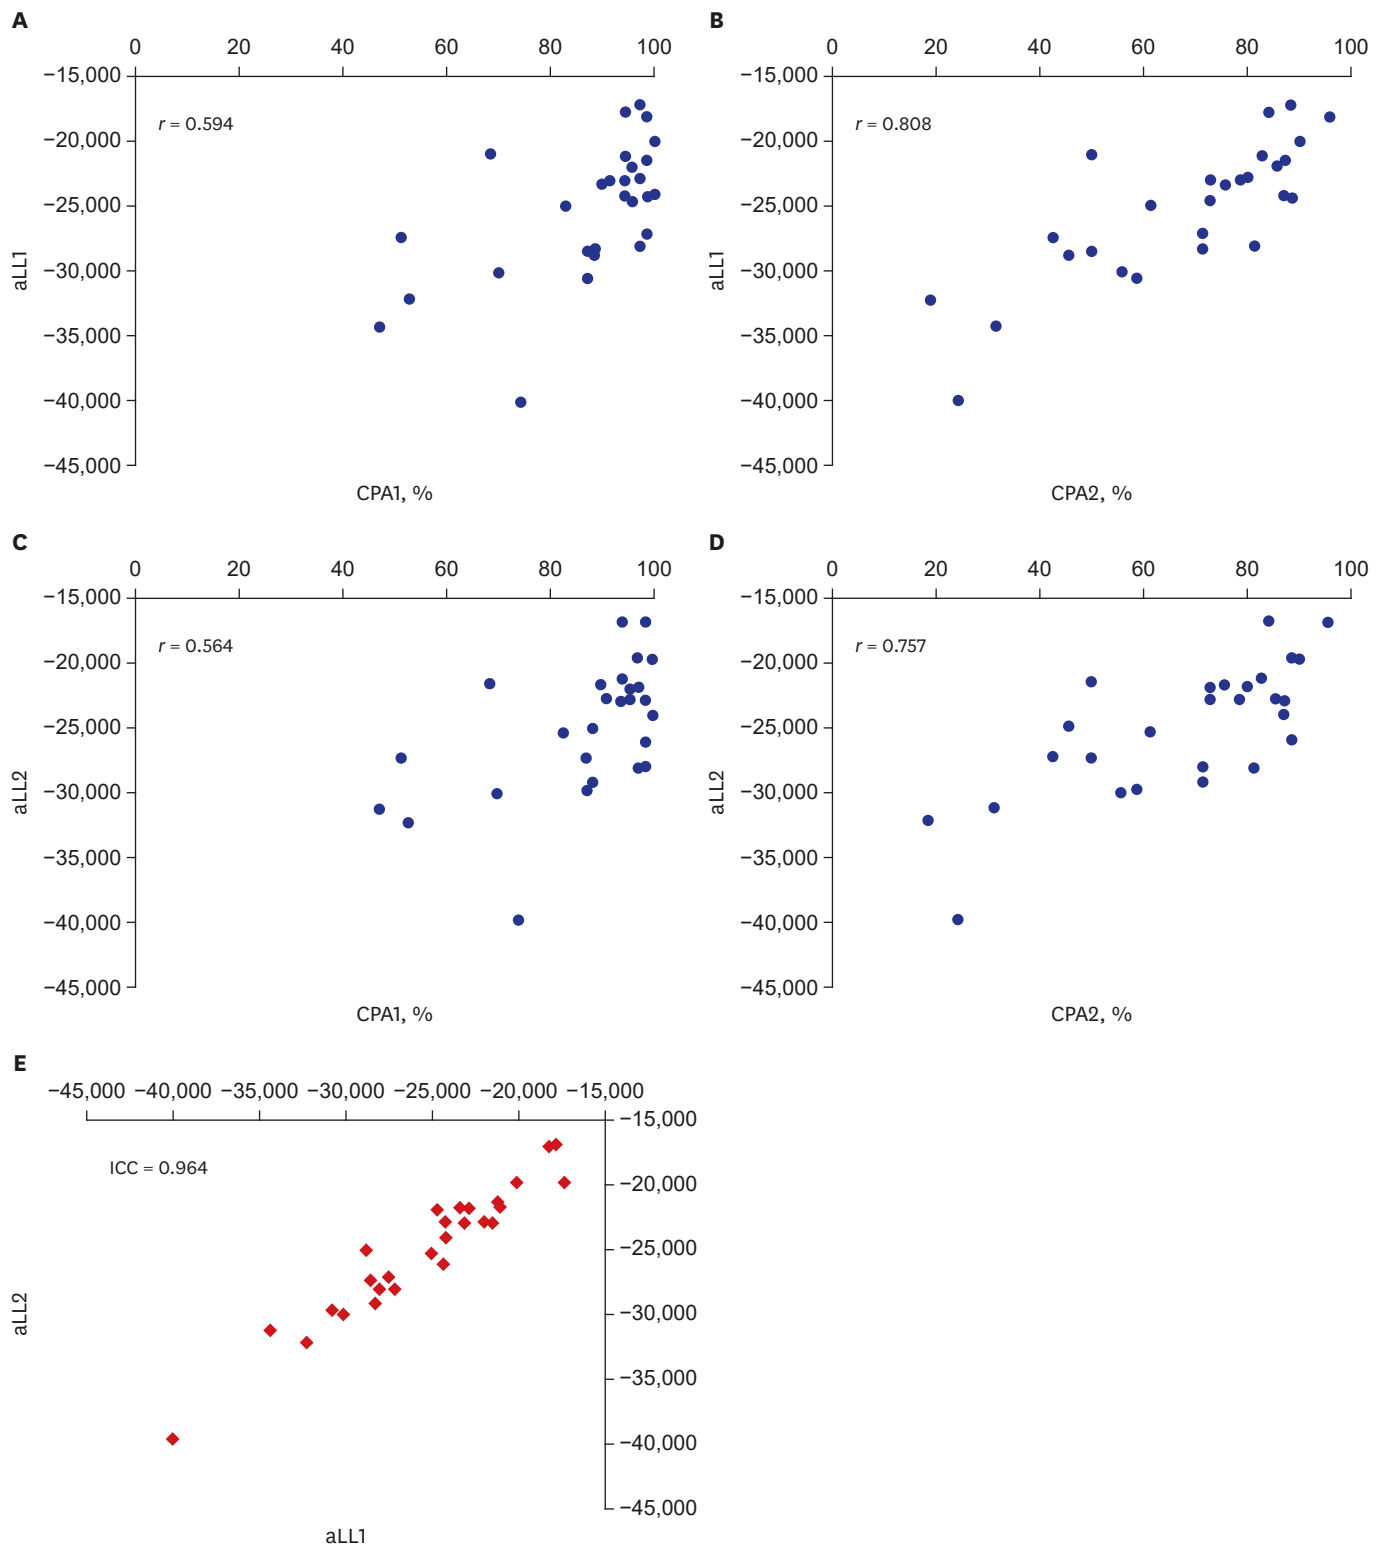 A
0 20 40 60 80 100
−15,000
r = 0.594
−20,000
−25,000
aLL1
−30,000
−35,000
−40,000
−45,000
CPA1, %
B
0 20 40 60 80 100
−15,000
r = 0.808
−20,000
−25,000
aLL1
−30,000
−35,000
−40,000
−45,000
CPA2, %
C
0 20 40 60 80 100
−15,000
r = 0.564
−20,000
−25,000
aLL2
−30,000
−35,000
−40,000
−45,000
CPA1, %
D
0 20 40 60 80 100
−15,000
r = 0.757
−20,000
−25,000
aLL2
−30,000
−35,000
−40,000
−45,000
CPA2, %
E
−45,000 −40,000 −35,000 −30,000 −25,000 −20,000 −15,000
−15,000
ICC = 0.964
−20,000
−25,000
aLL2
−30,000
−35,000
−40,000
−45,000
aLL1